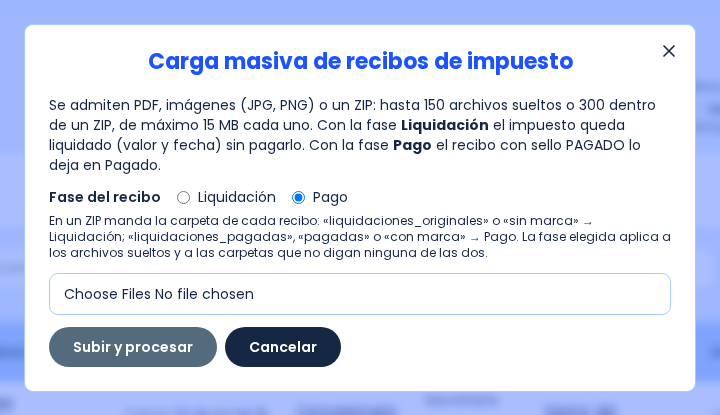 Carga masiva de recibos de impuesto
Se admiten PDF, imágenes (JPG, PNG) o un ZIP: hasta 150 archivos sueltos o 300 dentro
de un ZIP, de máximo 15 MB cada uno. Con la fase Liquidación el impuesto queda
liquidado (valor y fecha) sin pagarlo. Con la fase Pago el recibo con sello PAGADO lo
deja en Pagado.
Fase del recibo Liquidación Pago
En un ZIP manda la carpeta de cada recibo: «liquidaciones_originales» o «sin marca» →
Liquidación; «liquidaciones_pagadas», «pagadas» o «con marca» → Pago. La fase elegida aplica a
los archivos sueltos y a las carpetas que no digan ninguna de las dos.
Choose Files No file chosen
Subir y procesar Cancelar